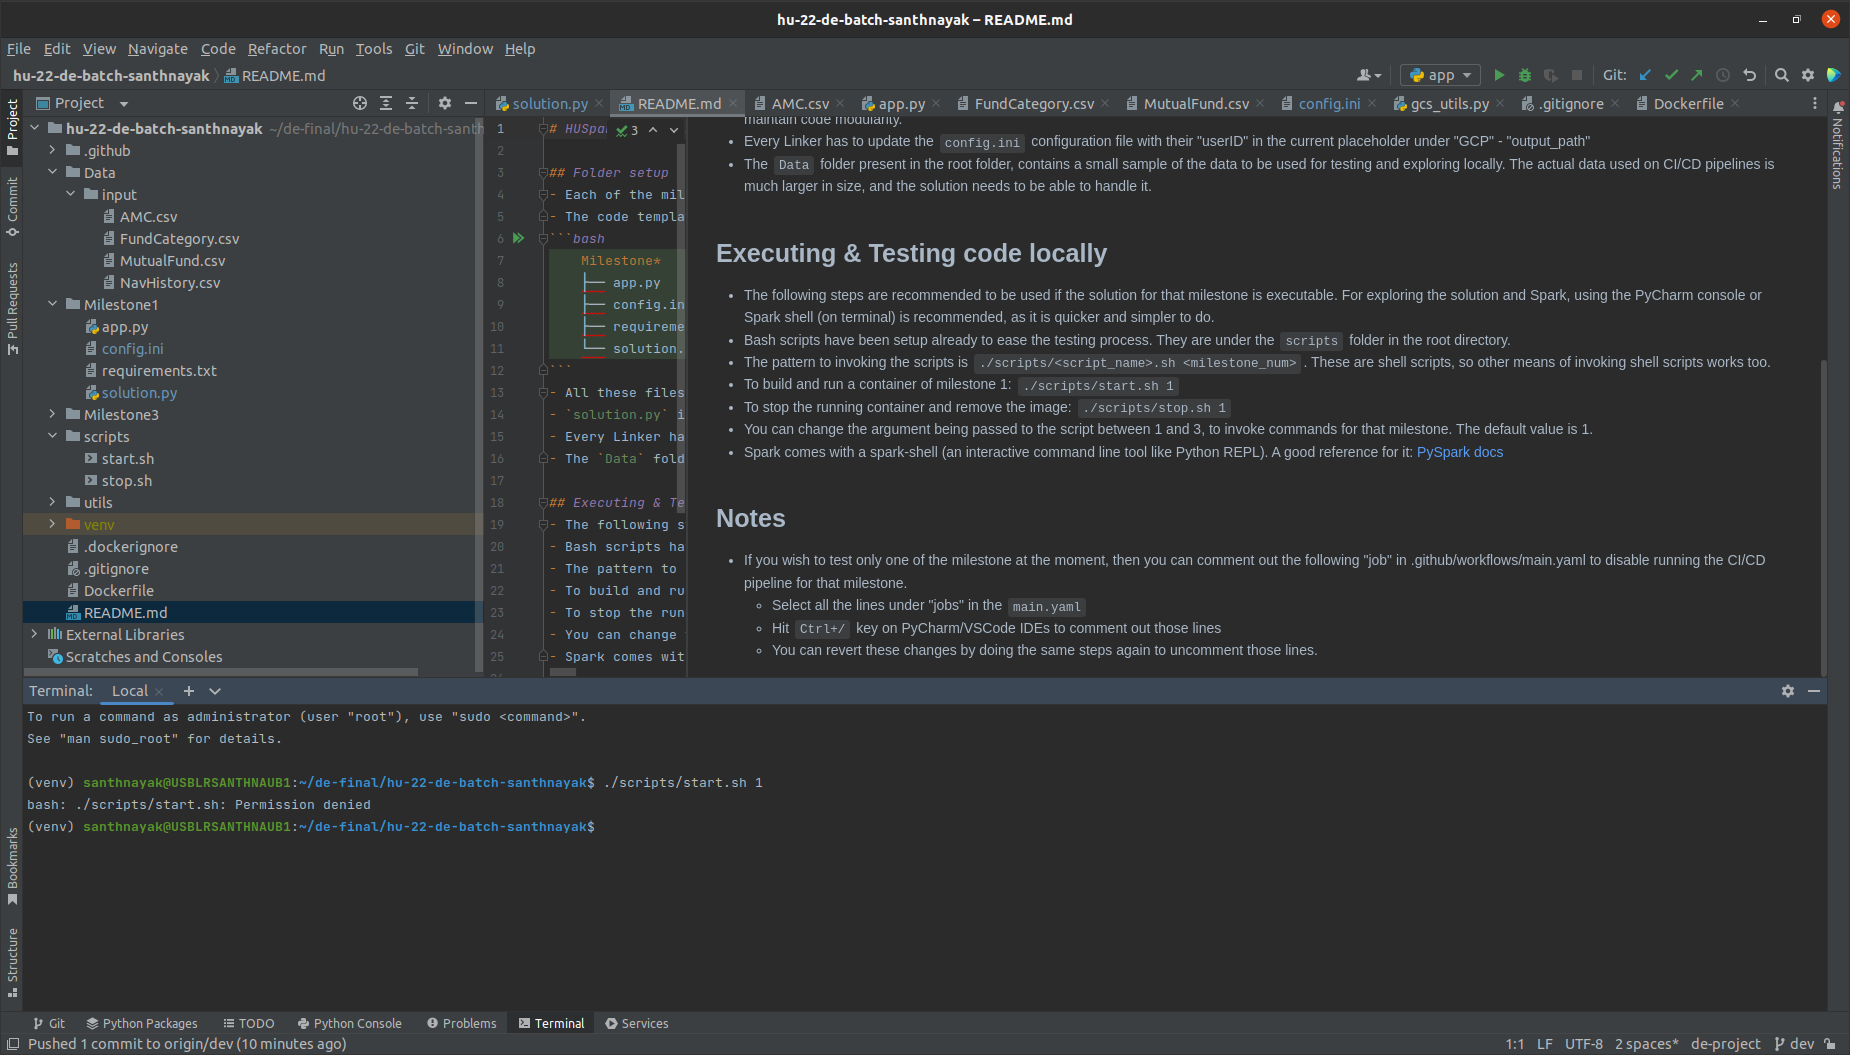 hu-22-de-batch-santhnayak – README.md
File Edit View Navigate Code Refactor Run Tools Git Window Help
hu-22-de-batch-santhnayak README.md
app Git:
Project
solution.py README.md AMC.csv app.py FundCategory.csv MutualFund.csv config.ini gcs_utils.py .gitignore Dockerfile
Project
Commit
Pull Requests
Bookmarks
Structure
Notifications
hu-22-de-batch-santhnayak ~/de-final/hu-22-de-batch-santh
.github
Data
input
AMC.csv
FundCategory.csv
MutualFund.csv
NavHistory.csv
Milestone1
app.py
config.ini
requirements.txt
solution.py
Milestone3
scripts
start.sh
stop.sh
utils
venv
.dockerignore
.gitignore
Dockerfile
README.md
External Libraries
Scratches and Consoles
3
1 # HUSpa
2
3 ## Folder setup
4 - Each of the mil
5 - The code templa
6 ```bash
7 Milestone*
8 ├── app.py
9 ├── config.in
10 ├── requireme
11 └── solution.
12 ```
13 - All these files
14 - `solution.py` i
15 - Every Linker ha
16 - The `Data` fold
17
18 ## Executing & Te
19 - The following s
20 - Bash scripts ha
21 - The pattern to
22 - To build and ru
23 - To stop the run
24 - You can change
25 - Spark comes wit
maintain code modularity.
• Every Linker has to update the config.ini configuration file with their "userID" in the current placeholder under "GCP" - "output_path"
• The Data folder present in the root folder, contains a small sample of the data to be used for testing and exploring locally. The actual data used on CI/CD pipelines is
much larger in size, and the solution needs to be able to handle it.
Executing & Testing code locally
• The following steps are recommended to be used if the solution for that milestone is executable. For exploring the solution and Spark, using the PyCharm console or
Spark shell (on terminal) is recommended, as it is quicker and simpler to do.
• Bash scripts have been setup already to ease the testing process. They are under the scripts folder in the root directory.
• The pattern to invoking the scripts is ./scripts/<script_name>.sh <milestone_num> . These are shell scripts, so other means of invoking shell scripts works too.
• To build and run a container of milestone 1: ./scripts/start.sh 1
• To stop the running container and remove the image: ./scripts/stop.sh 1
• You can change the argument being passed to the script between 1 and 3, to invoke commands for that milestone. The default value is 1.
• Spark comes with a spark-shell (an interactive command line tool like Python REPL). A good reference for it: PySpark docs
Notes
• If you wish to test only one of the milestone at the moment, then you can comment out the following "job" in .github/workflows/main.yaml to disable running the CI/CD
pipeline for that milestone.
◦ Select all the lines under "jobs" in the main.yaml
◦ Hit Ctrl+/ key on PyCharm/VSCode IDEs to comment out those lines
◦ You can revert these changes by doing the same steps again to uncomment those lines.
Terminal: Local
To run a command as administrator (user "root"), use "sudo <command>".
See "man sudo_root" for details.
(venv) santhnayak@USBLRSANTHNAUB1:~/de-final/hu-22-de-batch-santhnayak$ ./scripts/start.sh 1
bash: ./scripts/start.sh: Permission denied
(venv) santhnayak@USBLRSANTHNAUB1:~/de-final/hu-22-de-batch-santhnayak$
Git Python Packages TODO Python Console Problems Terminal Services
Pushed 1 commit to origin/dev (10 minutes ago) 1:1 LF UTF-8 2 spaces* de-project dev